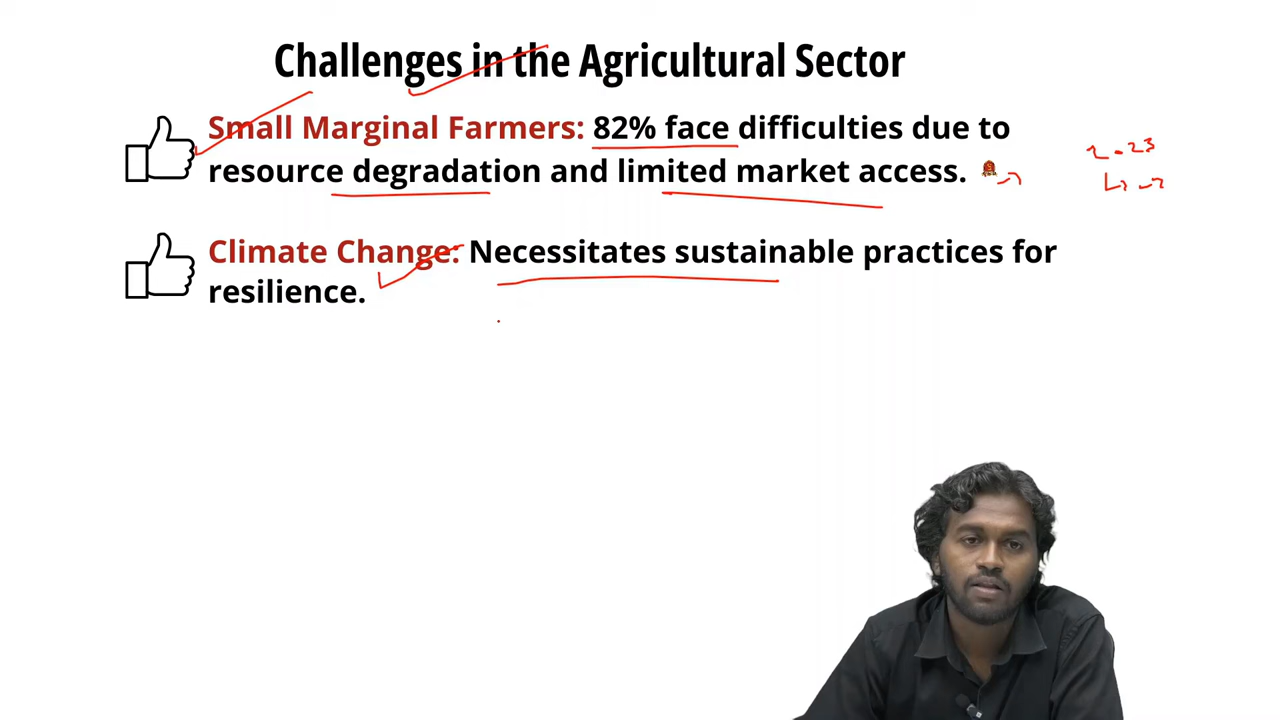 Challenges in the Agricultural Sector
Small Marginal Farmers: 82% face difficulties due to
resource degradation and limited market access.
Climate Change: Necessitates sustainable practices for
resilience.